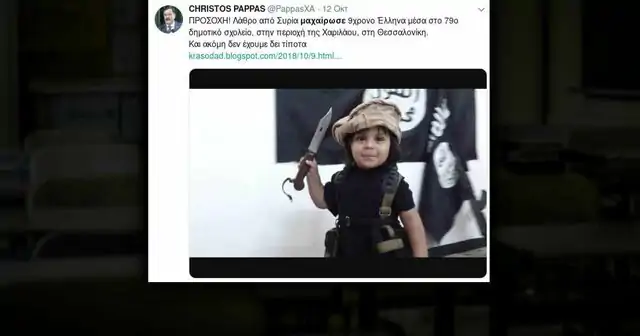 CHRISTOS PAPPAS @PappasXA · 12 Οκτ
ΠΡΟΣΟΧΗ! Λάθρο από Συρία μαχαίρωσε 9χρονο Έλληνα μέσα στο 79ο
δημοτικό σχολείο, στην περιοχή της Χαριλάου, στη Θεσσαλονίκη.
Και ακόμη δεν έχουμε δει τίποτα
krasodad.blogspot.com/2018/10/9.html...